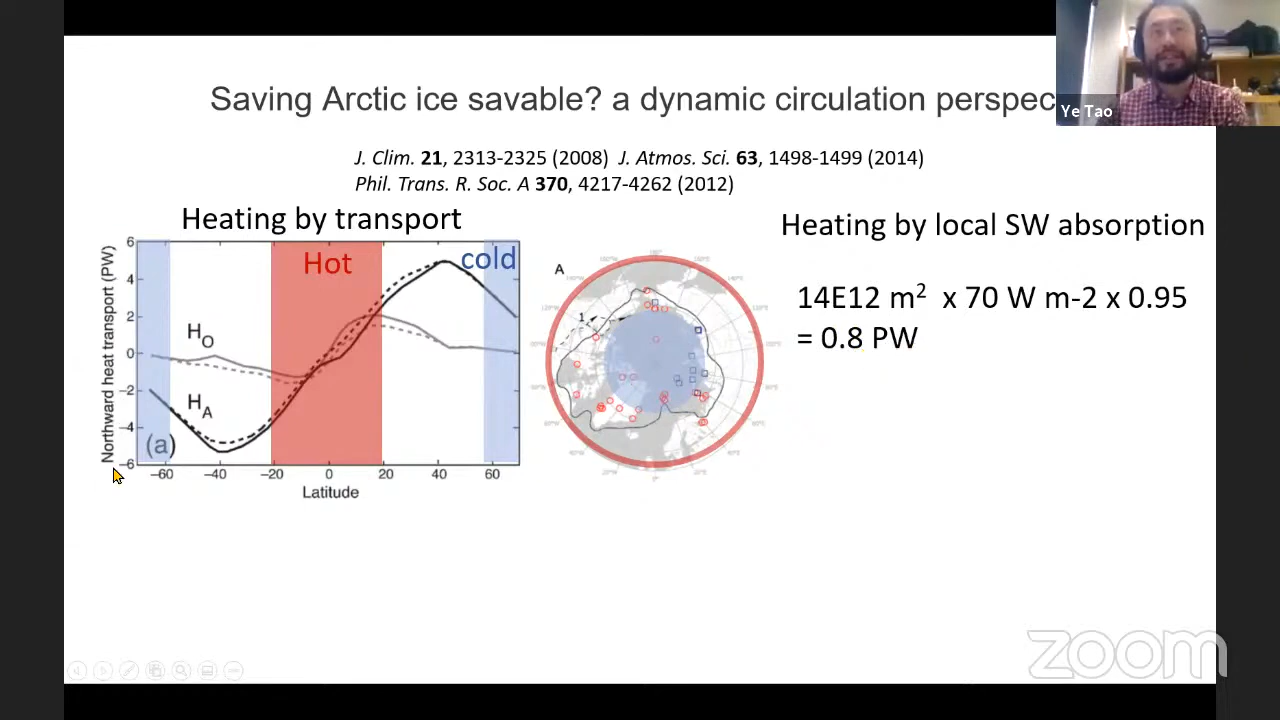 Saving Arctic ice savable? a dynamic circulation perspec
Ye Tao
J. Clim. 21, 2313-2325 (2008) J. Atmos. Sci. 63, 1498-1499 (2014)
Phil. Trans. R. Soc. A 370, 4217-4262 (2012)
Heating by transport
Heating by local SW absorption
Northward heat transport (PW)
6
4
2
0
−2
−4
−6
Hot
cold
H_O
H_A
(a)
−60 −40 −20 0 20 40 60
Latitude
A
1
14E12 m² x 70 W m-2 x 0.95
= 0.8 PW
zoom